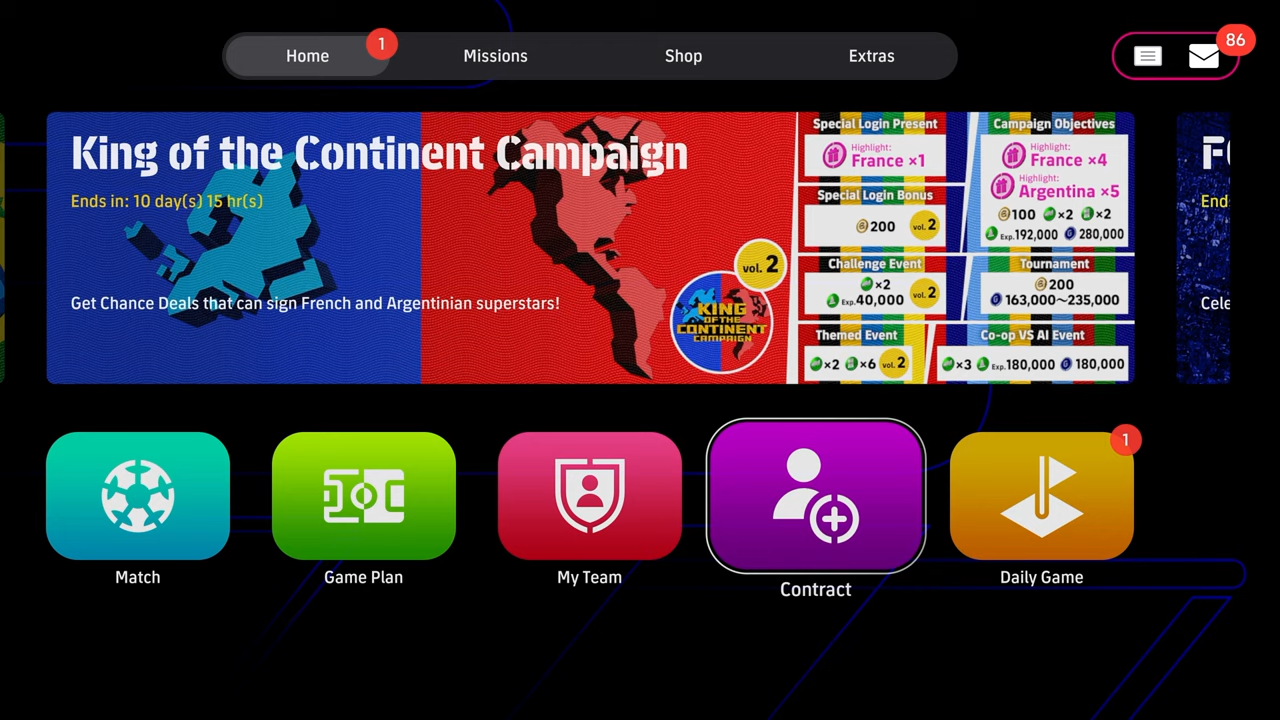 Home
1
Missions
Shop
Extras
86
King of the Continent Campaign
Ends in: 10 day(s) 15 hr(s)
Get Chance Deals that can sign French and Argentinian superstars!
vol. 2
KING
OF THE
CONTINENT
CAMPAIGN
Special Login Present
Highlight:
France ×1
Special Login Bonus
200
vol. 2
Challenge Event
×2
Exp.40,000
vol. 2
Themed Event
×2 ×6
vol. 2
Campaign Objectives
Highlight:
France ×4
Highlight:
Argentina ×5
100 ×2 ×2
Exp.192,000 280,000
Tournament
200
163,000~235,000
Co-op VS AI Event
×3 Exp.180,000 180,000
End
Cele
Match
Game Plan
My Team
Contract
1
Daily Game